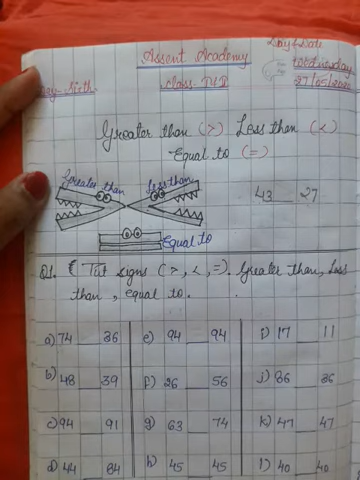 Assent Academy
Day & Date
Wednesday
Class-I
27/05/20
Greater than (>) Less than (<)
Equal to (=)
Greater than
less than
43 __ 27
Equal to
Q1. Put signs (>, <, =). Greater than, less
than, equal to.
a) 74 __ 36
e) 94 __ 94
i) 17 __ 11
b) 48 __ 39
f) 26 __ 56
j) 86 __ 86
c) 94 __ 91
g) 63 __ 74
k) 47 __ 47
d) 44 __ 84
h) 45 __ 45
l) 40 __ 40